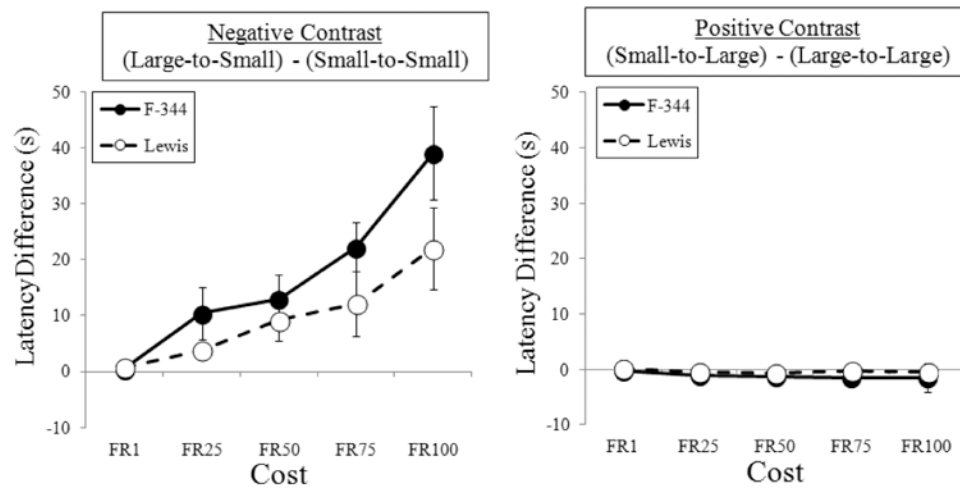 Negative Contrast
(Large-to-Small) - (Small-to-Small)
F-344
Lewis
50
40
30
20
10
0
-10
LatencyDifference (s)
FR1 FR25 FR50 FR75 FR100
Cost
Positive Contrast
(Small-to-Large) - (Large-to-Large)
F-344
Lewis
50
40
30
20
10
0
-10
Latency Difference (s)
FR1 FR25 FR50 FR75 FR100
Cost